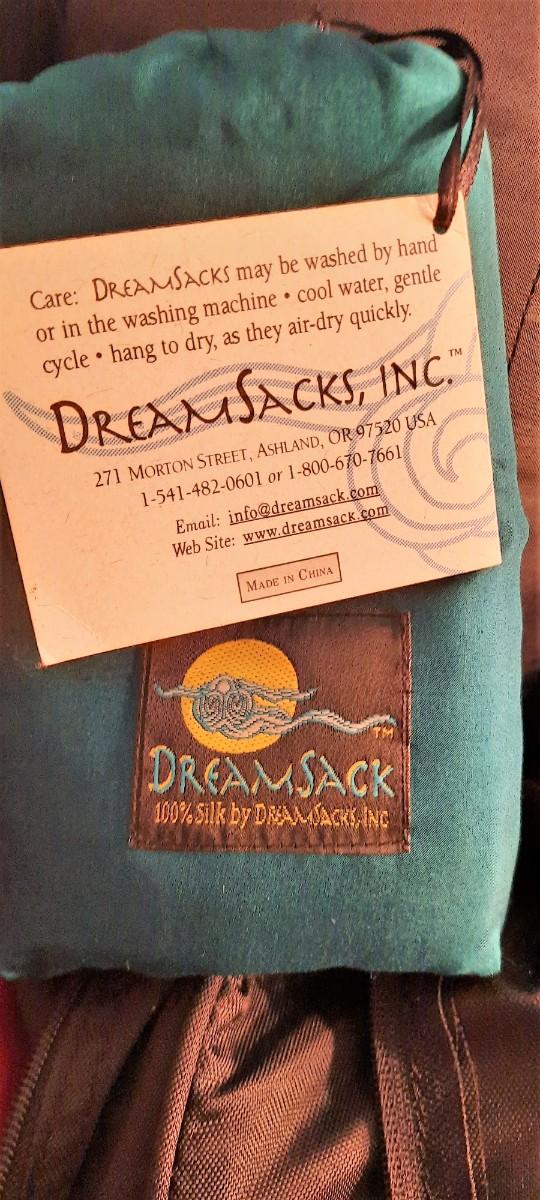 Care: DREAMSACKS may be washed by hand
or in the washing machine • cool water, gentle
cycle • hang to dry, as they air-dry quickly.
DREAMSACKS, INC.™
271 MORTON STREET, ASHLAND, OR 97520 USA
1-541-482-0601 or 1-800-670-7661
Email: info@dreamsack.com
Web Site: www.dreamsack.com
MADE IN CHINA
TM
DREAMSACK
100% Silk by DREAMSACKS, INC